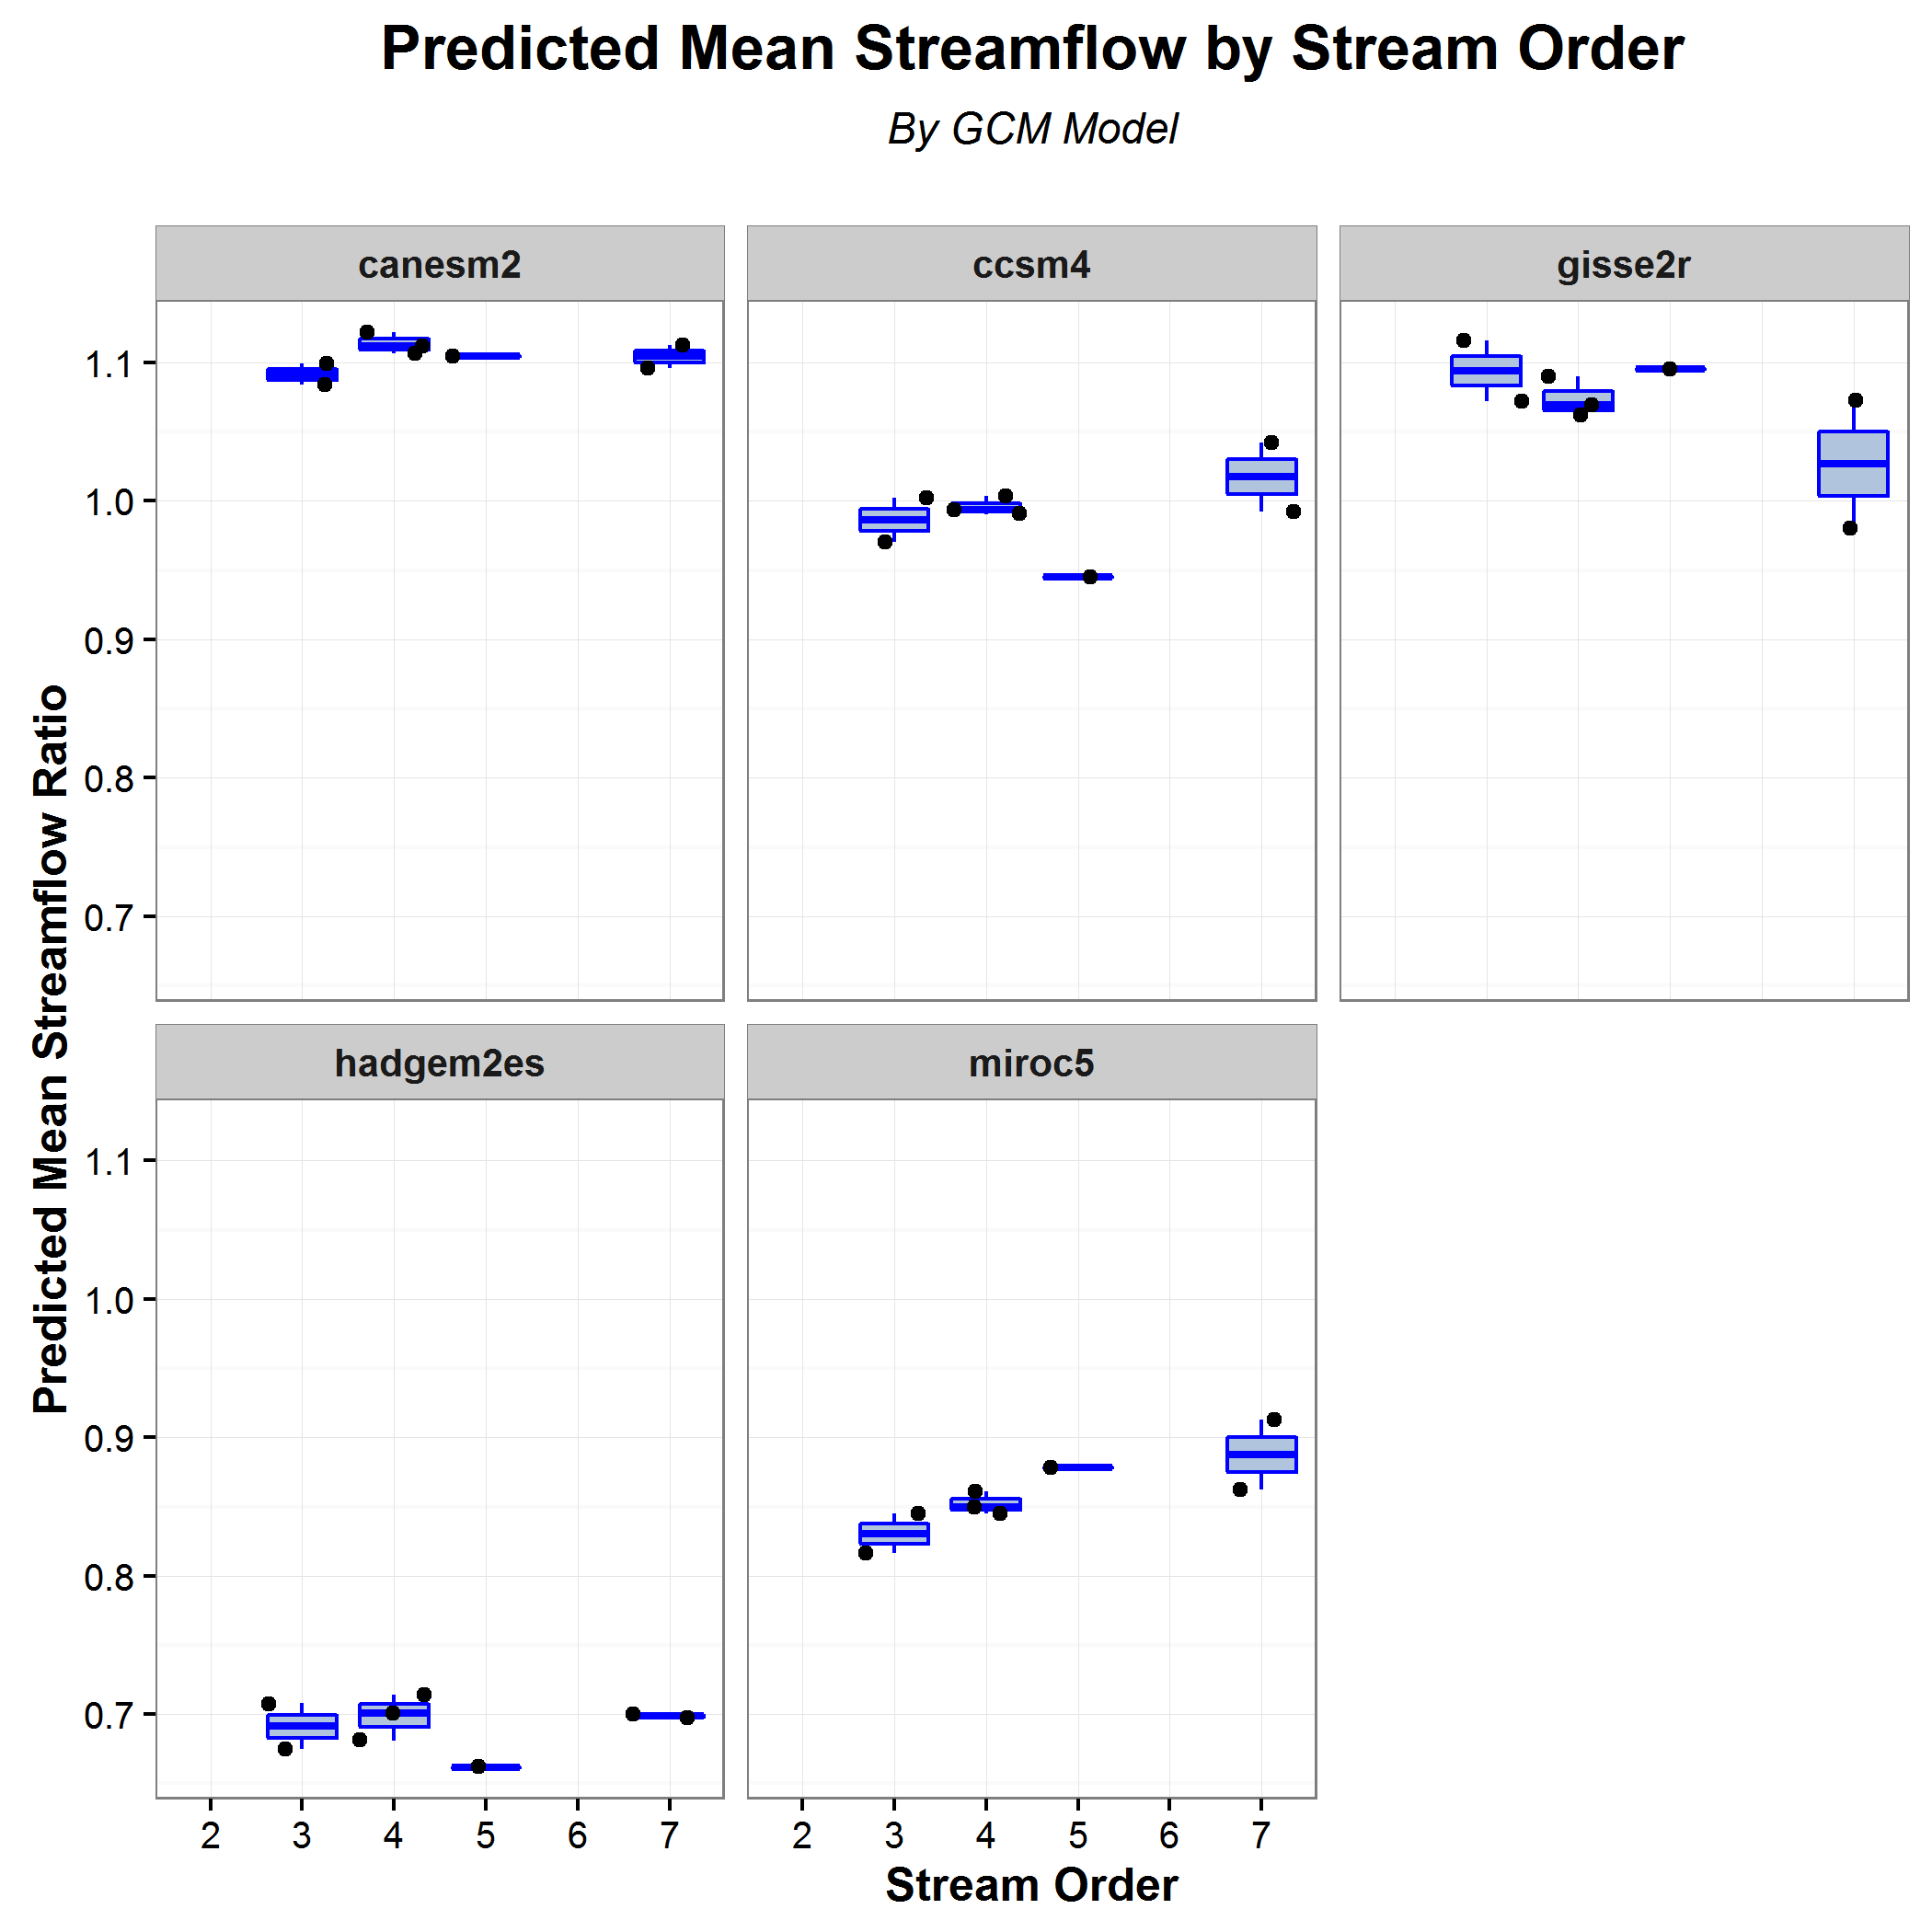 Predicted Mean Streamflow by Stream Order
By GCM Model
canesm2
ccsm4
gisse2r
1.1
1.0
0.9
0.8
0.7
hadgem2es
miroc5
1.1
1.0
0.9
0.8
0.7
2 3 4 5 6 7
2 3 4 5 6 7
Stream Order
Predicted Mean Streamflow Ratio